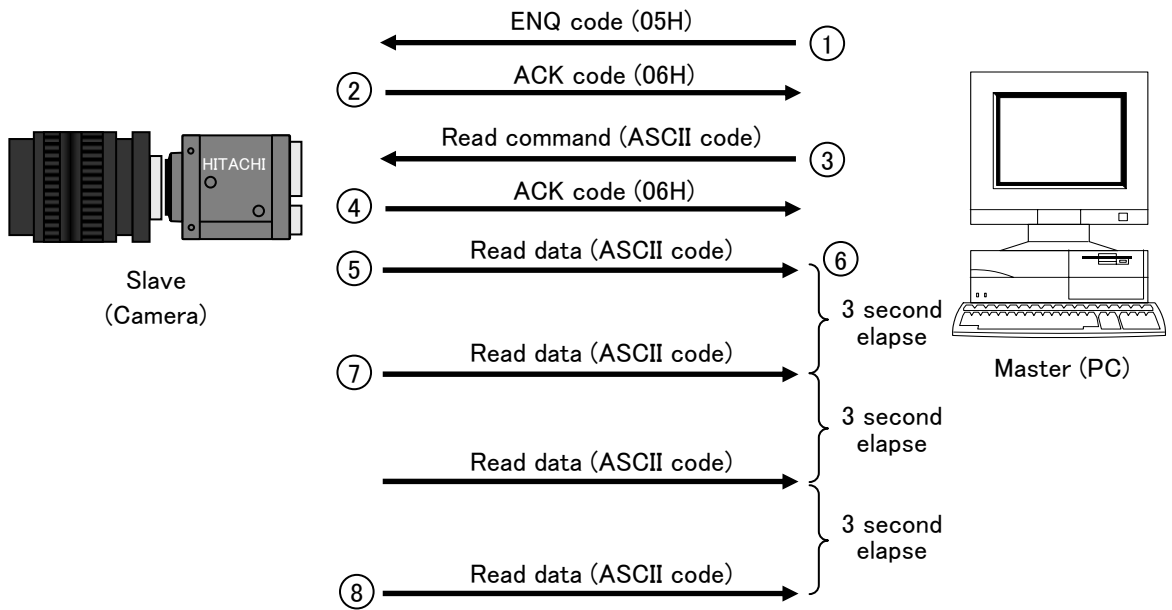 ENQ code (05H)
①
ACK code (06H)
②
Read command (ASCII code)
③
HITACHI
ACK code (06H)
④
Read data (ASCII code)
⑤
⑥
Slave
(Camera)
3 second
elapse
Read data (ASCII code)
⑦
Master (PC)
3 second
elapse
Read data (ASCII code)
3 second
elapse
Read data (ASCII code)
⑧